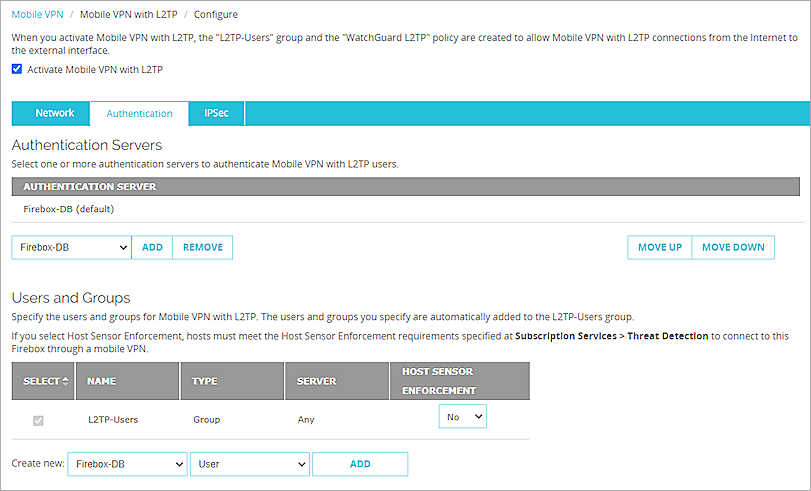 Mobile VPN / Mobile VPN with L2TP / Configure
When you activate Mobile VPN with L2TP, the "L2TP-Users" group and the "WatchGuard L2TP" policy are created to allow Mobile VPN with L2TP connections from the Internet to
the external interface.
Activate Mobile VPN with L2TP
Network Authentication IPSec
Authentication Servers
Select one or more authentication servers to authenticate Mobile VPN with L2TP users.
AUTHENTICATION SERVER
Firebox-DB (default)
Firebox-DB ADD REMOVE MOVE UP MOVE DOWN
Users and Groups
Specify the users and groups for Mobile VPN with L2TP. The users and groups you specify are automatically added to the L2TP-Users group.
If you select Host Sensor Enforcement, hosts must meet the Host Sensor Enforcement requirements specified at Subscription Services > Threat Detection to connect to this
Firebox through a mobile VPN.
SELECT NAME TYPE SERVER HOST SENSOR
ENFORCEMENT
L2TP-Users Group Any No
Create new: Firebox-DB User ADD